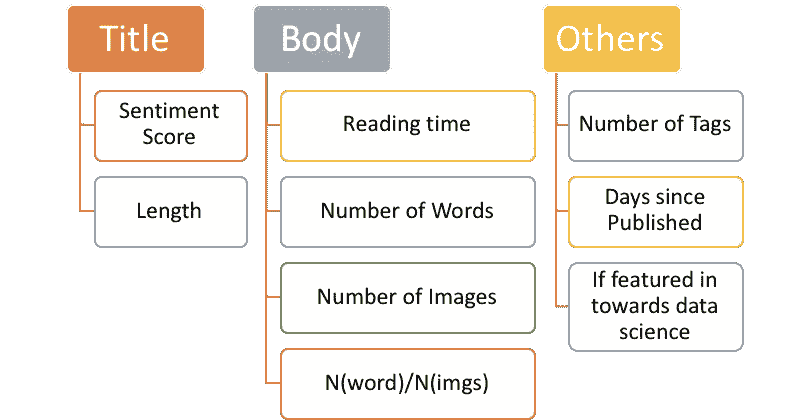 Title
Sentiment
Score
Length
Body
Reading time
Number of Words
Number of Images
N(word)/N(imgs)
Others
Number of Tags
Days since
Published
If featured in
towards data
science